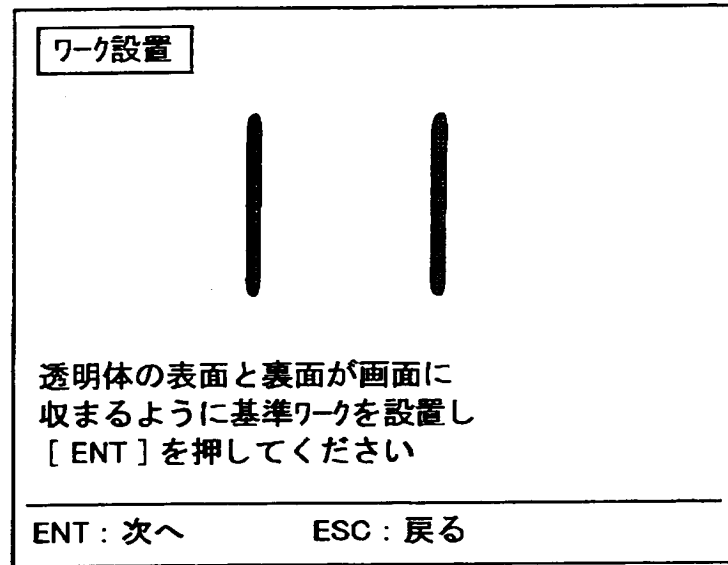 ワーク設置
透明体の表面と裏面が画面に
収まるように基準ワークを設置し
[ ENT ] を押してください
ENT : 次へ ESC : 戻る